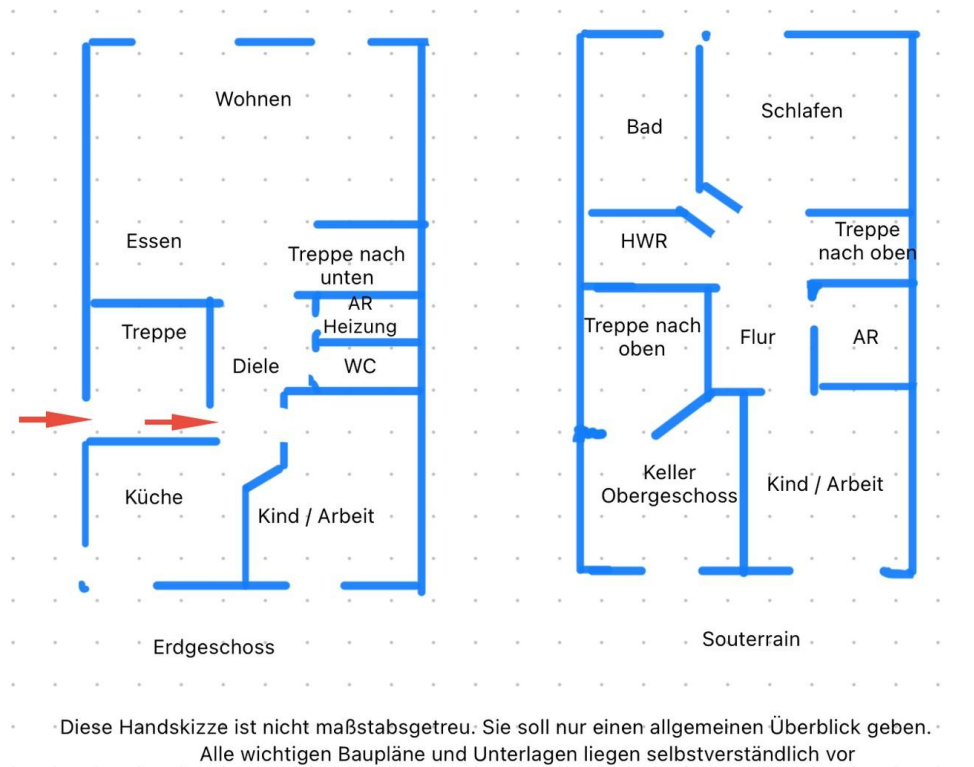 Wohnen
Essen
Treppe nach
unten
AR
Heizung
Treppe
Diele
WC
Küche
Kind / Arbeit
Erdgeschoss
Bad
Schlafen
HWR
Treppe
nach oben
Treppe nach
oben
Flur
AR
Keller
Obergeschoss
Kind / Arbeit
Souterrain
Diese Handskizze ist nicht maßstabsgetreu. Sie soll nur einen allgemeinen Überblick geben.
Alle wichtigen Baupläne und Unterlagen liegen selbstverständlich vor